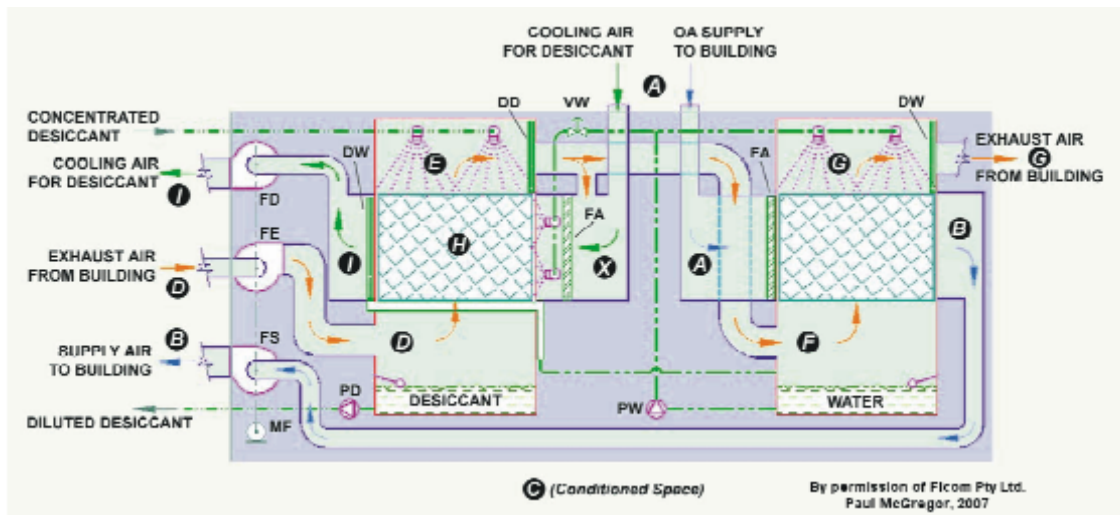 COOLING AIR
FOR DESICCANT
OA SUPPLY
TO BUILDING
A
CONCENTRATED
DESICCANT
DD
VW
DW
EXHAUST AIR
G
FROM BUILDING
COOLING AIR
FOR DESICCANT
I
DW
E
FA
G
FD
FA
FE
H
B
EXHAUST AIR
FROM BUILDING
D
I
X
A
B
FS
D
F
SUPPLY AIR
TO BUILDING
PD
DESICCANT
PW
WATER
DILUTED DESICCANT
MF
C (Conditioned Space)
By permission of Ficom Pty Ltd.
Paul McGregor, 2007